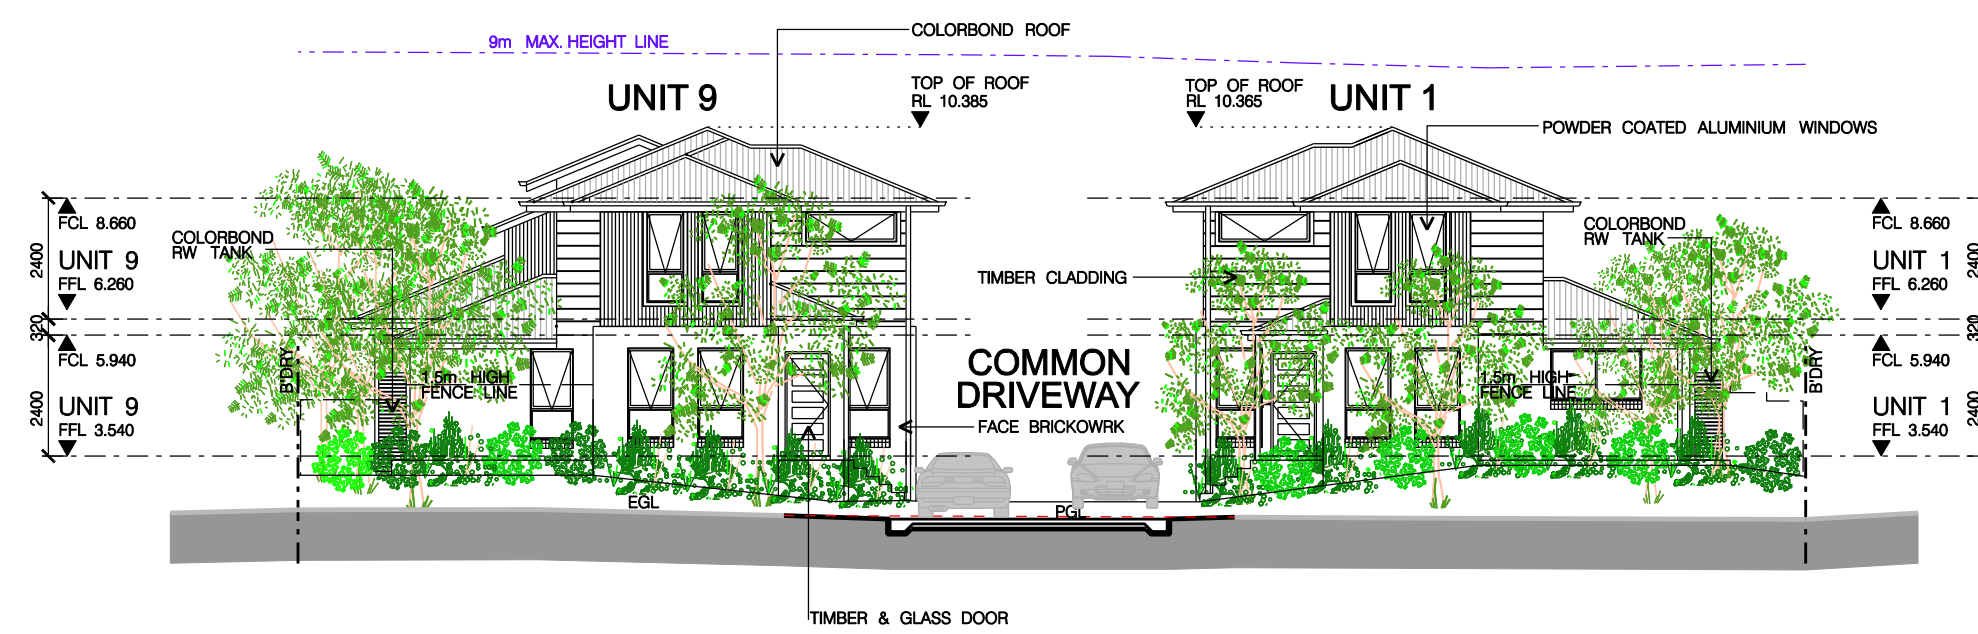 COLORBOND ROOF
9m MAX. HEIGHT LINE
UNIT 9
TOP OF ROOF
RL 10.385
TOP OF ROOF
RL 10.365
UNIT 1
POWDER COATED ALUMINIUM WINDOWS
FCL 8.660
COLORBOND
RW TANK
2400
UNIT 9
FFL 6.260
320
FCL 5.940
B'DRY
1.5m HIGH
FENCE LINE
2400
UNIT 9
FFL 3.540
TIMBER CLADDING
COMMON
DRIVEWAY
FACE BRICKOWRK
COLORBOND
RW TANK
FCL 8.660
UNIT 1
FFL 6.260
2400
320
FCL 5.940
B'DRY
1.5m HIGH
FENCE LINE
UNIT 1
FFL 3.540
2400
EGL
PGL
TIMBER & GLASS DOOR